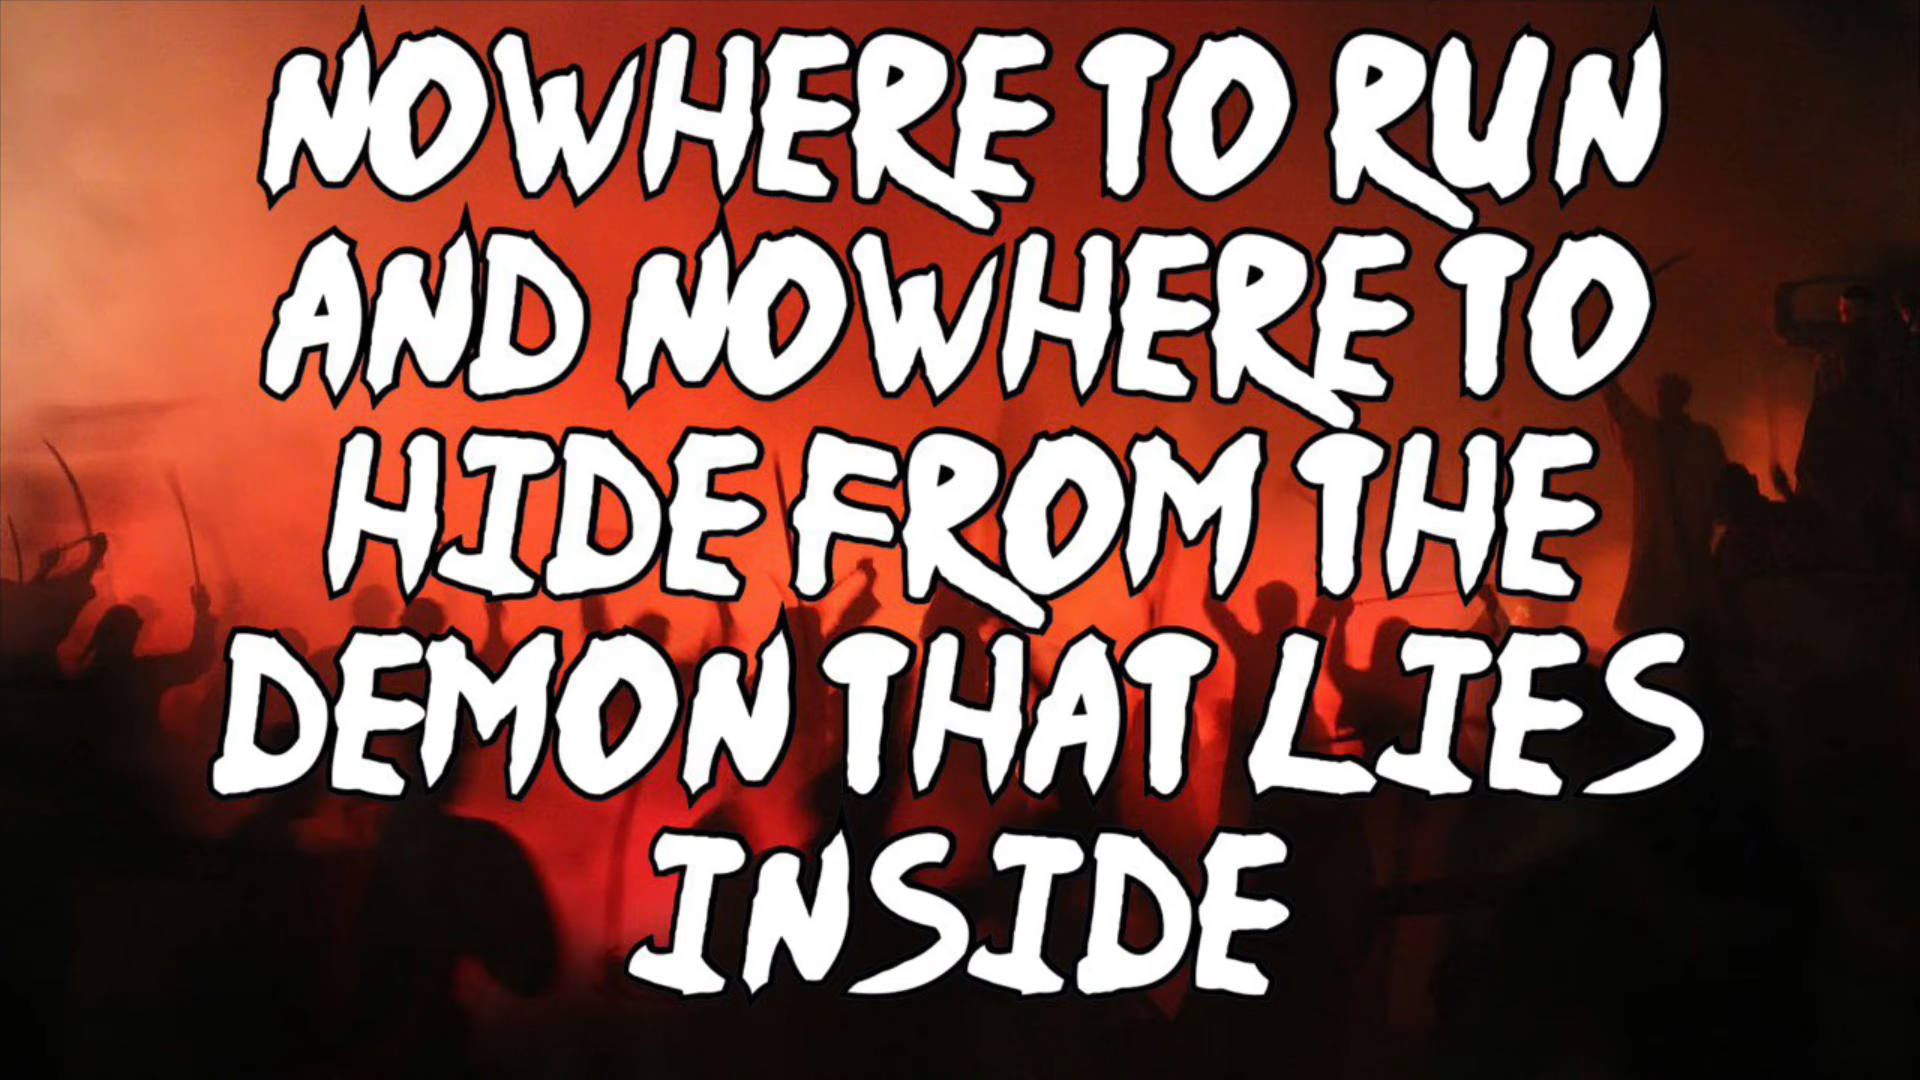 NOWHERE TO RUN
AND NOWHERE TO
HIDE FROM THE
DEMON THAT LIES
INSIDE